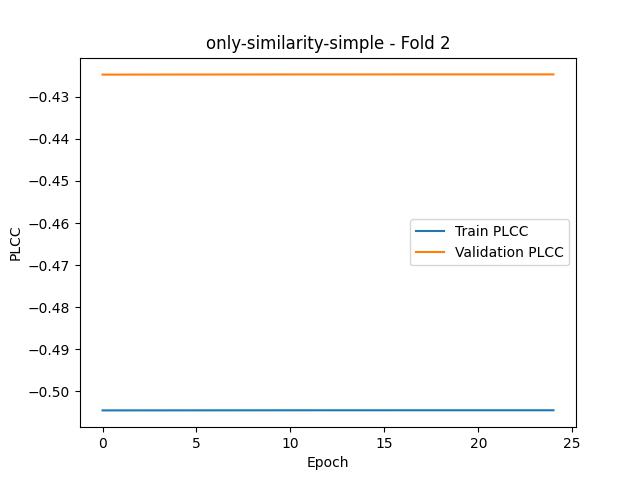 only-similarity-simple - Fold 2
PLCC
−0.43
−0.44
−0.45
−0.46
−0.47
−0.48
−0.49
−0.50
Train PLCC
Validation PLCC
0 5 10 15 20 25
Epoch